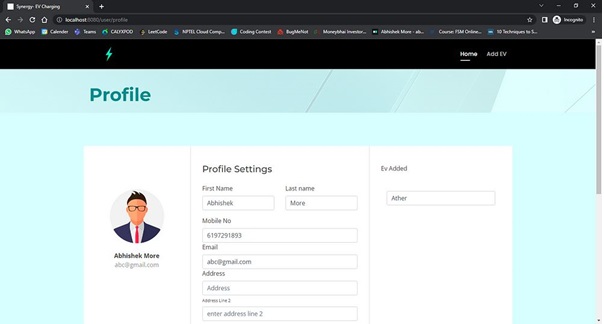 Synergy- EV Charging
localhost:8080/user/profile
Incognito
WhatsApp
Calender
Teams
CALYXPOD
LeetCode
NPTEL Cloud Comp...
Coding Contest
BugMeNot
Moneybhai Investor...
Abhishek More - ab...
Course: FSM Online...
10 Techniques to S...
Home
Add EV
Profile
Profile Settings
Ev Added
First Name
Last name
Abhishek
More
Ather
Mobile No
6197291893
Abhishek More
Email
abc@gmail.com
abc@gmail.com
Address
Address
Address Line 2
enter address line 2